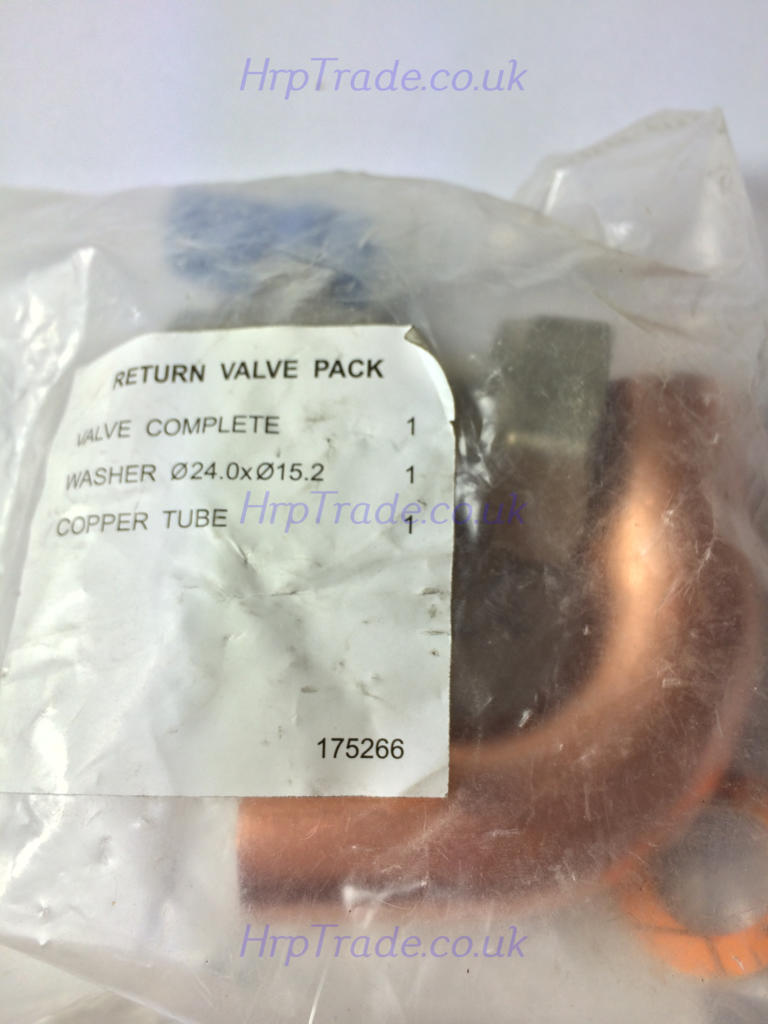 HrpTrade.co.uk
RETURN VALVE PACK
VALVE COMPLETE 1
WASHER Ø24.0xØ15.2 1
COPPER TUBE 1
HrpTrade.co.uk
175266
HrpTrade.co.uk